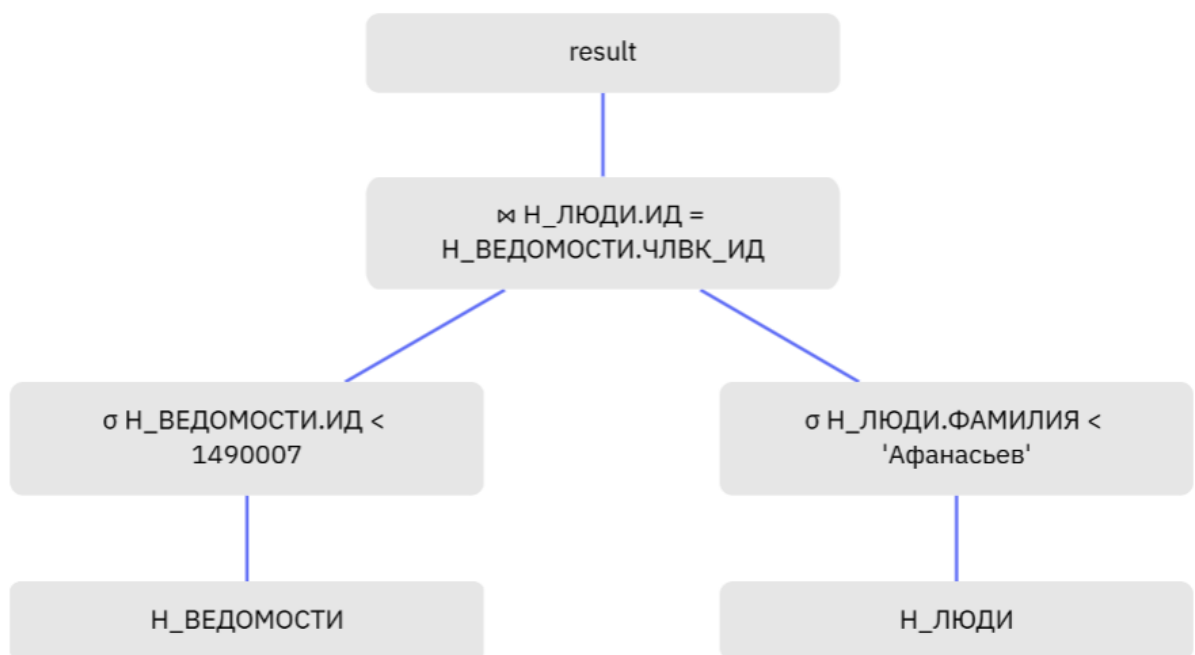 result
⋈ Н_ЛЮДИ.ИД =
Н_ВЕДОМОСТИ.ЧЛВК_ИД
σ Н_ВЕДОМОСТИ.ИД <
1490007
σ Н_ЛЮДИ.ФАМИЛИЯ <
'Афанасьев'
Н_ВЕДОМОСТИ
Н_ЛЮДИ